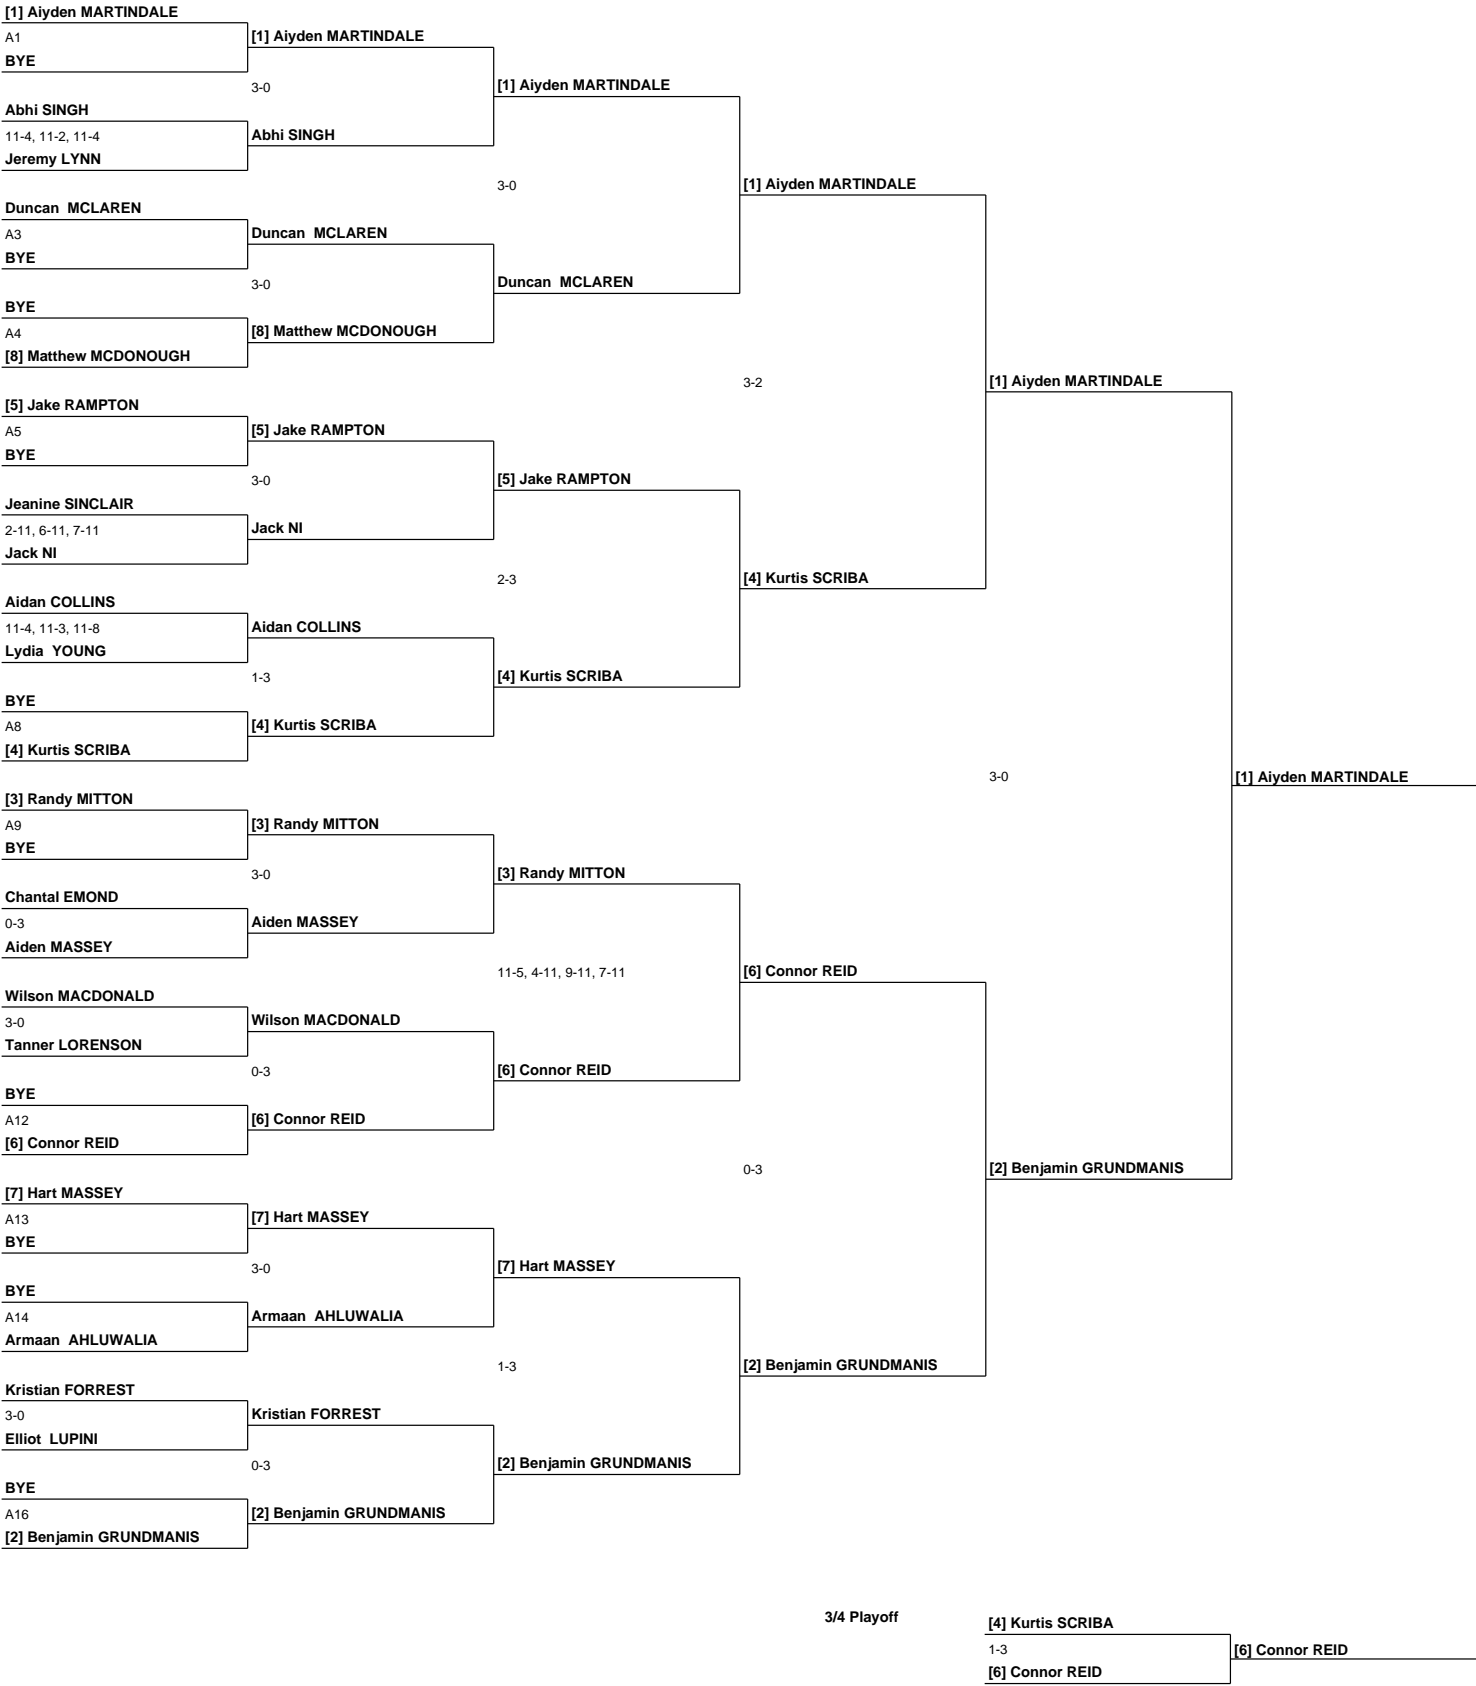 [1] Aiyden MARTINDALE
A1
BYE
Abhi SINGH
11-4, 11-2, 11-4
Jeremy LYNN
Duncan MCLAREN
A3
BYE
BYE
A4
[8] Matthew MCDONOUGH
[5] Jake RAMPTON
A5
BYE
Jeanine SINCLAIR
2-11, 6-11, 7-11
Jack NI
Aidan COLLINS
11-4, 11-3, 11-8
Lydia YOUNG
BYE
A8
[4] Kurtis SCRIBA
[3] Randy MITTON
A9
BYE
Chantal EMOND
0-3
Aiden MASSEY
Wilson MACDONALD
3-0
Tanner LORENSON
BYE
A12
[6] Connor REID
[7] Hart MASSEY
A13
BYE
BYE
A14
Armaan AHLUWALIA
Kristian FORREST
3-0
Elliot LUPINI
BYE
A16
[2] Benjamin GRUNDMANIS
[1] Aiyden MARTINDALE
3-0
Abhi SINGH
Duncan MCLAREN
3-0
[8] Matthew MCDONOUGH
[5] Jake RAMPTON
3-0
Jack NI
Aidan COLLINS
1-3
[4] Kurtis SCRIBA
[3] Randy MITTON
3-0
Aiden MASSEY
Wilson MACDONALD
0-3
[6] Connor REID
[7] Hart MASSEY
3-0
Armaan AHLUWALIA
Kristian FORREST
0-3
[2] Benjamin GRUNDMANIS
[1] Aiyden MARTINDALE
3-0
Duncan MCLAREN
[5] Jake RAMPTON
2-3
[4] Kurtis SCRIBA
[3] Randy MITTON
11-5, 4-11, 9-11, 7-11
[6] Connor REID
[7] Hart MASSEY
1-3
[2] Benjamin GRUNDMANIS
[1] Aiyden MARTINDALE
3-2
[4] Kurtis SCRIBA
[6] Connor REID
0-3
[2] Benjamin GRUNDMANIS
[1] Aiyden MARTINDALE
3-0
[2] Benjamin GRUNDMANIS
[1] Aiyden MARTINDALE
3/4 Playoff
[4] Kurtis SCRIBA
1-3
[6] Connor REID
[6] Connor REID